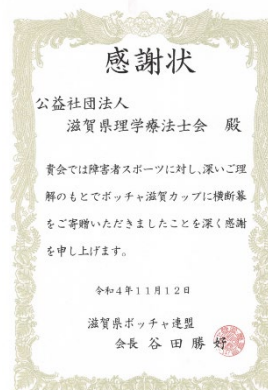 感謝状
公益社団法人
滋賀県理学療法士会 殿
貴会では障害者スポーツに対し、深いご理
解のもとでボッチャ滋賀カップに横断幕
をご寄贈いただきましたことを深く感謝
を申し上げます。
令和4年11月12日
滋賀県ボッチャ連盟
会長 谷田勝好